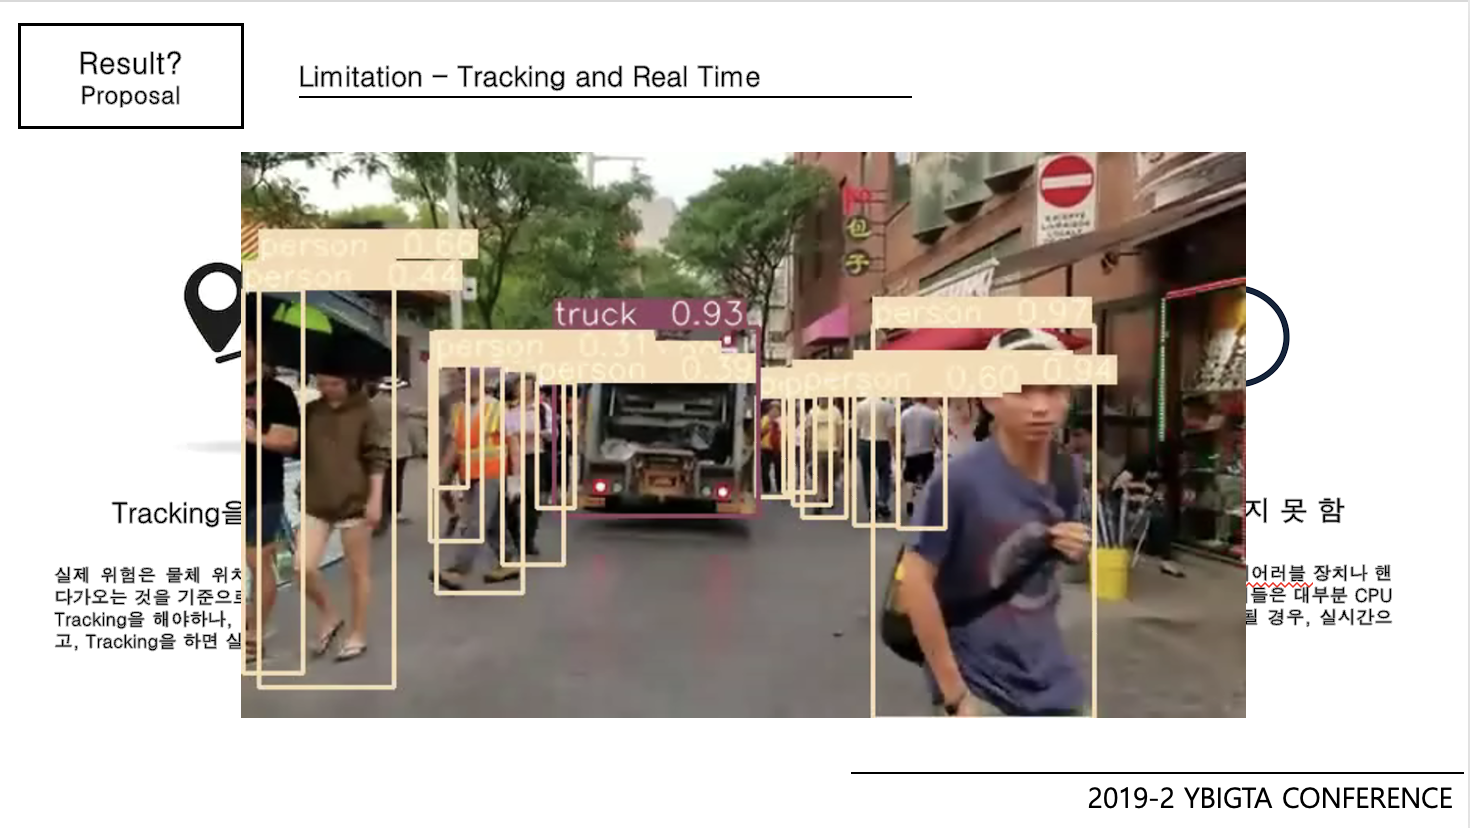 Result?
Proposal
Limitation – Tracking and Real Time
person 0.66
person 0.44
truck 0.93
person 0.97
person 0.31
person 0.39
person 0.60 0.94
包
子
Tracking을
지 못 함
실제 위험은 물체 위치
다가오는 것을 기준으로
Tracking을 해야하나,
고, Tracking을 하면 실
어러블 장치나 핸
들은 대부분 CPU
될 경우, 실시간으
2019-2 YBIGTA CONFERENCE